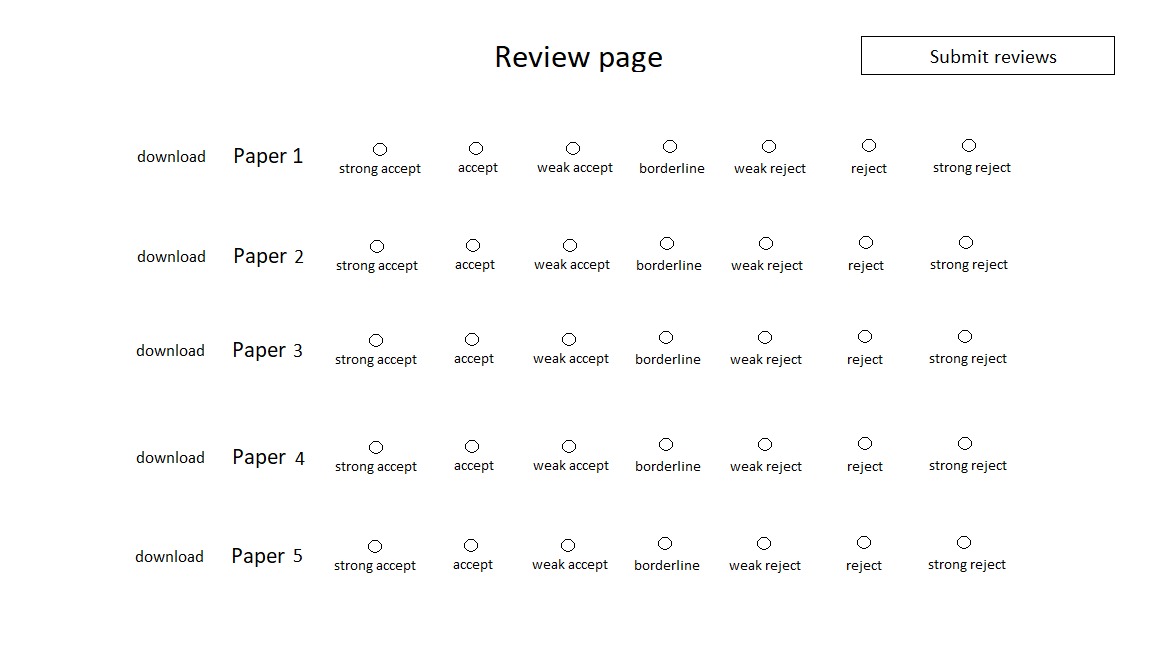 Review page
Submit reviews
download Paper 1
strong accept accept weak accept borderline weak reject reject strong reject
download Paper 2
strong accept accept weak accept borderline weak reject reject strong reject
download Paper 3
strong accept accept weak accept borderline weak reject reject strong reject
download Paper 4
strong accept accept weak accept borderline weak reject reject strong reject
download Paper 5
strong accept accept weak accept borderline weak reject reject strong reject